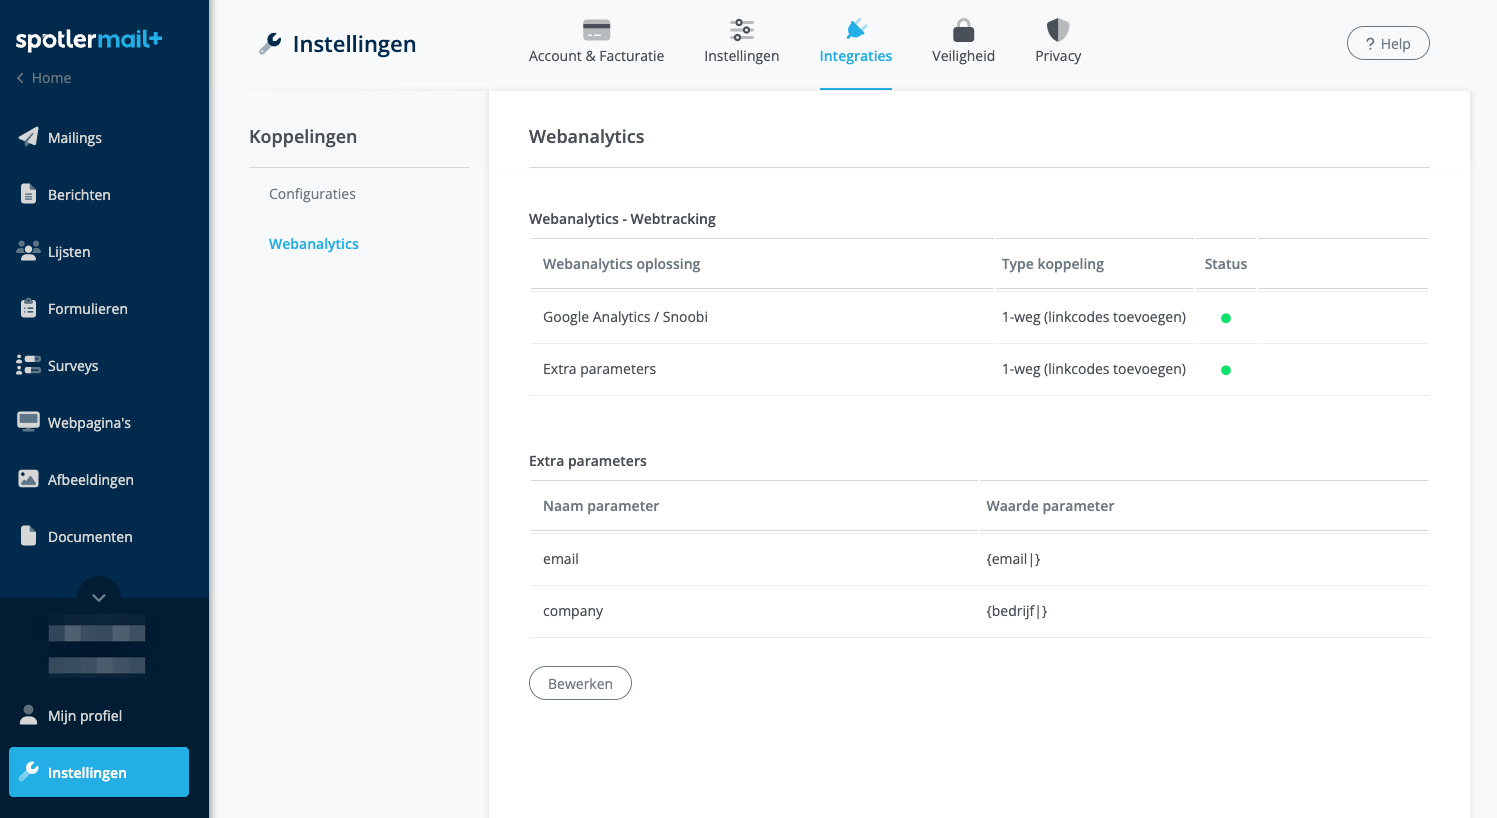 spotlermail+
Home
Mailings
Berichten
Lijsten
Formulieren
Surveys
Webpagina's
Afbeeldingen
Documenten
Mijn profiel
Instellingen
Instellingen
Account & Facturatie
Instellingen
Integraties
Veiligheid
Privacy
? Help
Koppelingen
Configuraties
Webanalytics
Webanalytics
Webanalytics - Webtracking
Webanalytics oplossing Type koppeling Status
Google Analytics / Snoobi 1-weg (linkcodes toevoegen)
Extra parameters 1-weg (linkcodes toevoegen)
Extra parameters
Naam parameter Waarde parameter
email {email|}
company {bedrijf|}
Bewerken